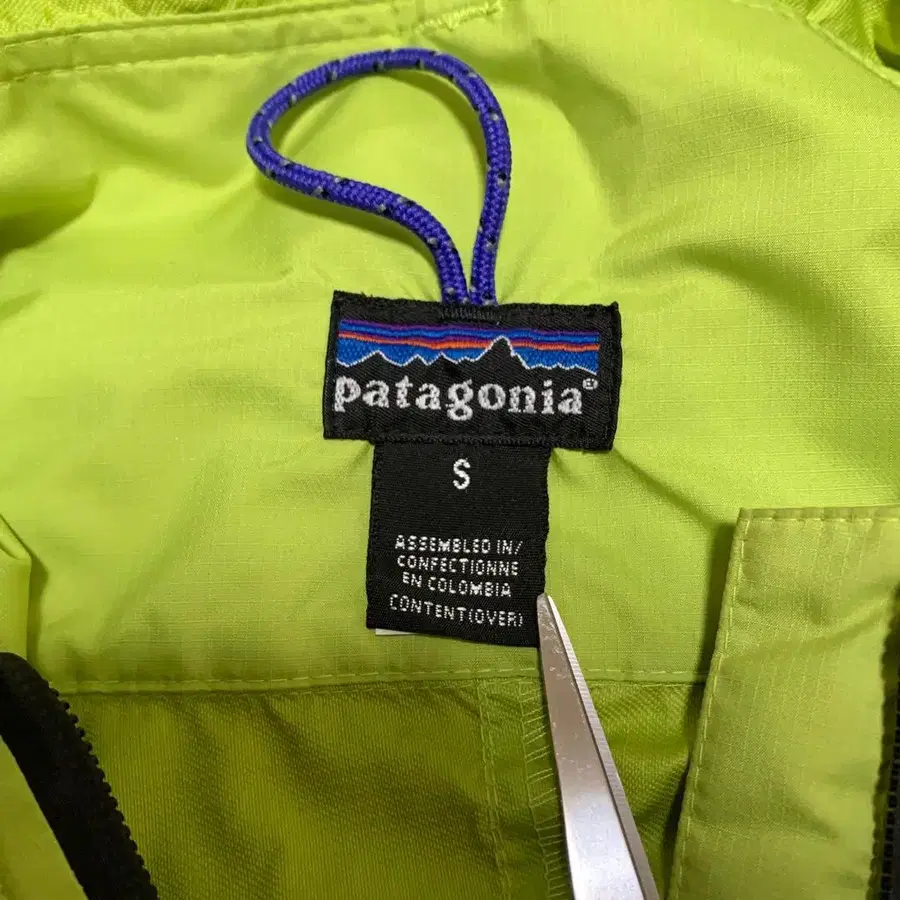 patagonia®
S
ASSEMBLED IN/
CONFECTIONNE
EN COLOMBIA
CONTENT(OVER)